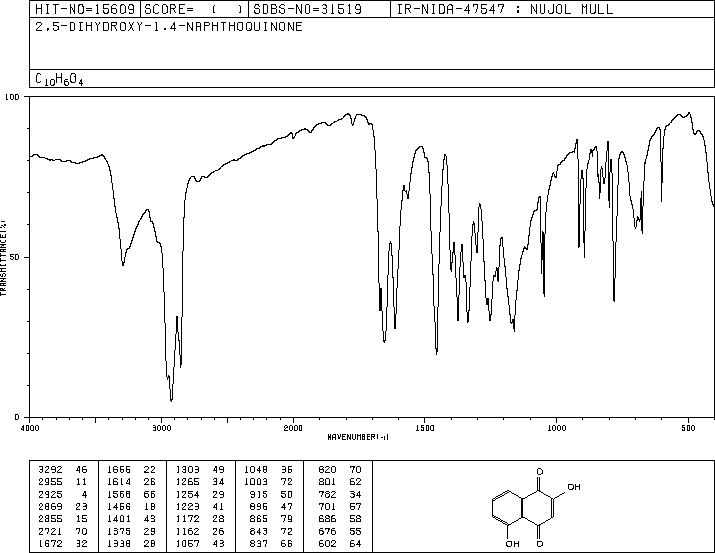 HIT-NO=15609 SCORE= ( ) SDBS-NO=31519 IR-NIDA-47547 : NUJOL MULL
2,5-DIHYDROXY-1,4-NAPHTHOQUINONE
C10H6O4
100
50
0
TRANSMITTANCE(%)
4000 3000 2000 1500 1000 500
WAVENUMBER(-1)
3292 46 1656 22 1303 49 1048 36 820 70
2955 11 1614 26 1265 34 1003 72 801 62
2925 4 1568 66 1254 29 915 50 782 34
2869 23 1456 18 1223 41 896 47 701 57
2855 15 1401 43 1172 28 865 79 686 58
2721 70 1375 29 1162 26 843 72 676 55
1672 32 1338 28 1057 43 837 66 602 64
O
OH
OH
O